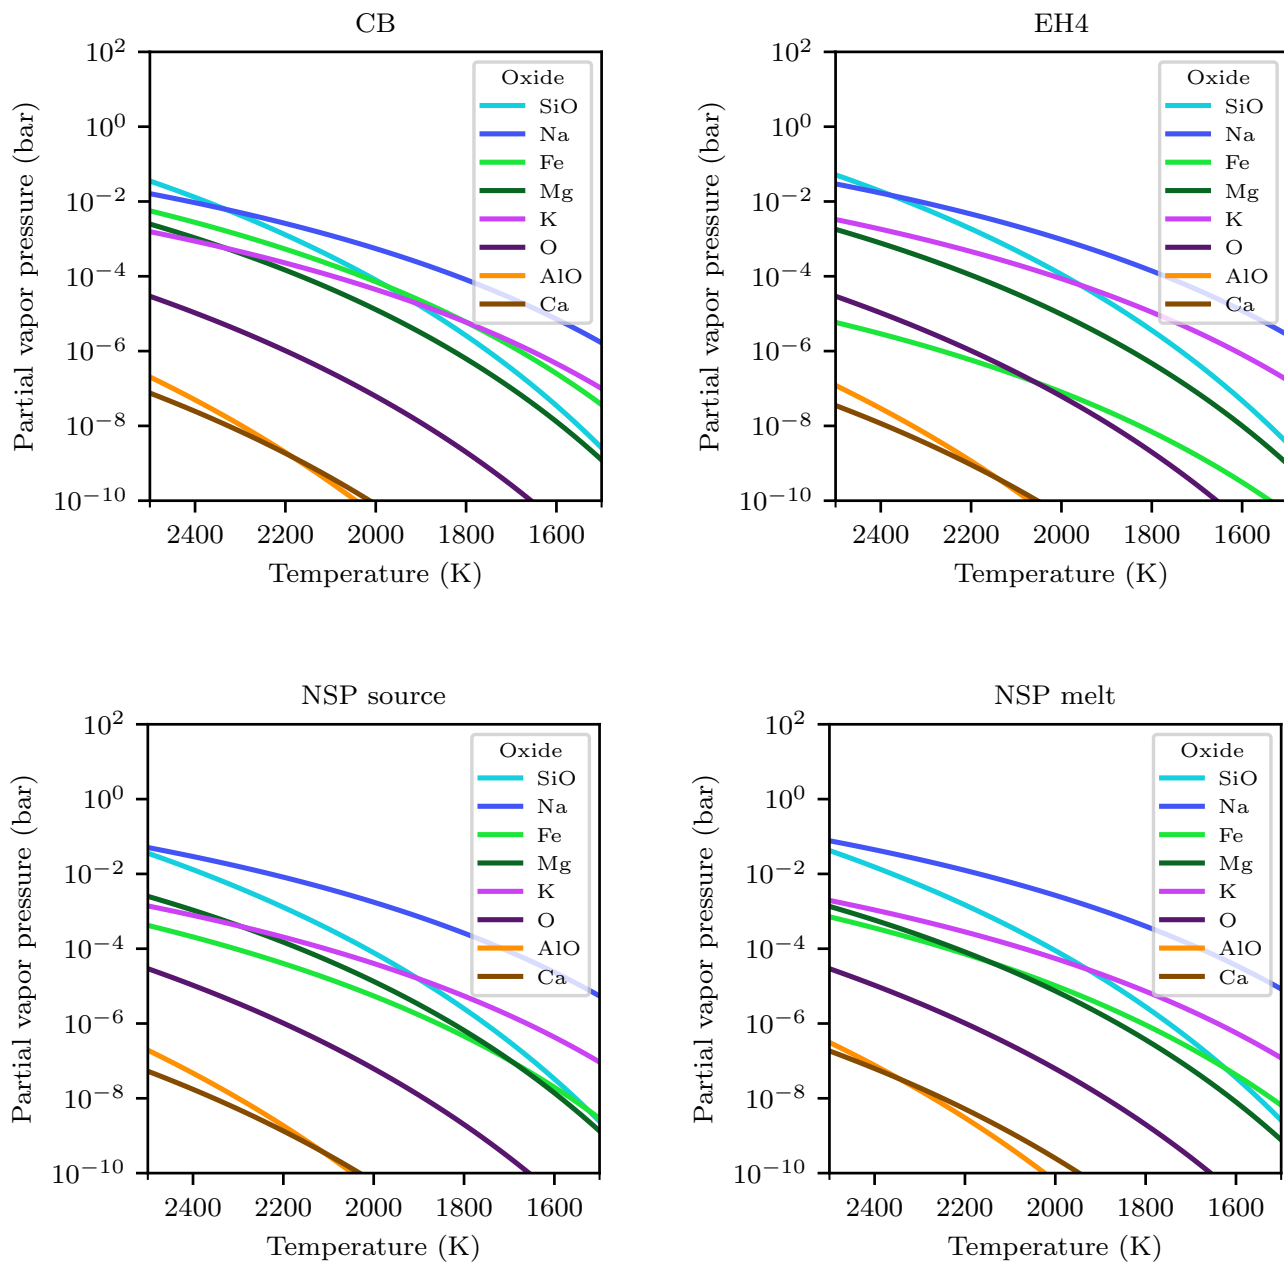 CB
Partial vapor pressure (bar)
10^2
10^0
10^−2
10^−4
10^−6
10^−8
10^−10
Oxide
SiO
Na
Fe
Mg
K
O
AlO
Ca
2400 2200 2000 1800 1600
Temperature (K)
EH4
Partial vapor pressure (bar)
10^2
10^0
10^−2
10^−4
10^−6
10^−8
10^−10
Oxide
SiO
Na
Fe
Mg
K
O
AlO
Ca
2400 2200 2000 1800 1600
Temperature (K)
NSP source
Partial vapor pressure (bar)
10^2
10^0
10^−2
10^−4
10^−6
10^−8
10^−10
Oxide
SiO
Na
Fe
Mg
K
O
AlO
Ca
2400 2200 2000 1800 1600
Temperature (K)
NSP melt
Partial vapor pressure (bar)
10^2
10^0
10^−2
10^−4
10^−6
10^−8
10^−10
Oxide
SiO
Na
Fe
Mg
K
O
AlO
Ca
2400 2200 2000 1800 1600
Temperature (K)